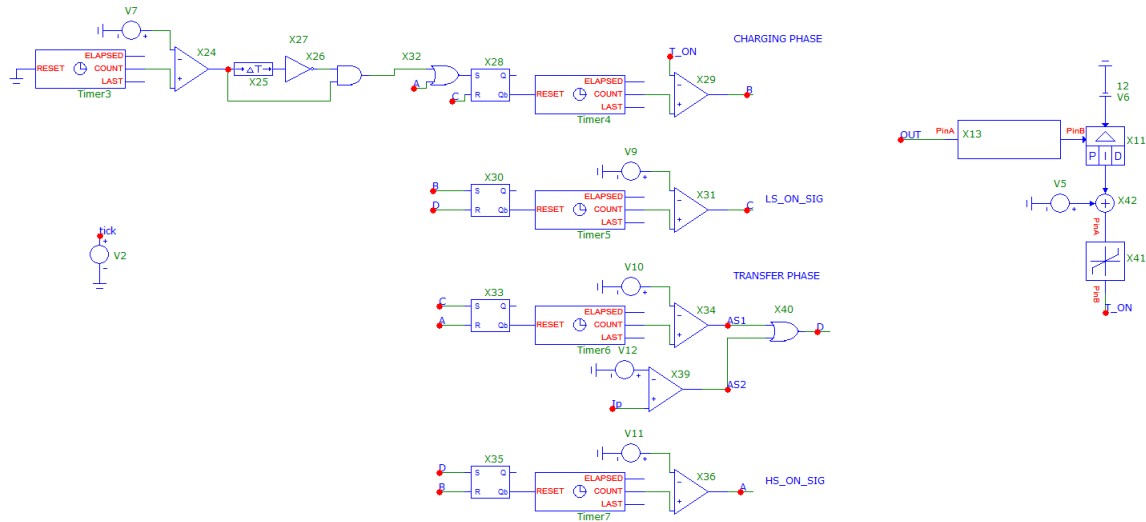 V7
X24
ELAPSED
RESET
COUNT
LAST
Timer3
ΔT
X25
X27
X26
X32
A
C
X28
S
Q
R
Qb
ELAPSED
RESET
COUNT
LAST
Timer4
T_ON
X29
B
CHARGING PHASE
B
D
X30
S
Q
R
Qb
ELAPSED
RESET
COUNT
LAST
Timer5
V9
X31
C
LS_ON_SIG
tick
V2
C
A
X33
S
Q
R
Qb
ELAPSED
RESET
COUNT
LAST
Timer6
V10
X34
AS1
TRANSFER PHASE
X40
D
V12
X39
Ip
AS2
D
B
X35
S
Q
R
Qb
ELAPSED
RESET
COUNT
LAST
Timer7
V11
X36
A
HS_ON_SIG
12
V6
OUT
PinA
X13
PinB
X11
P I D
V5
X42
PinA
X41
PinB
T_ON